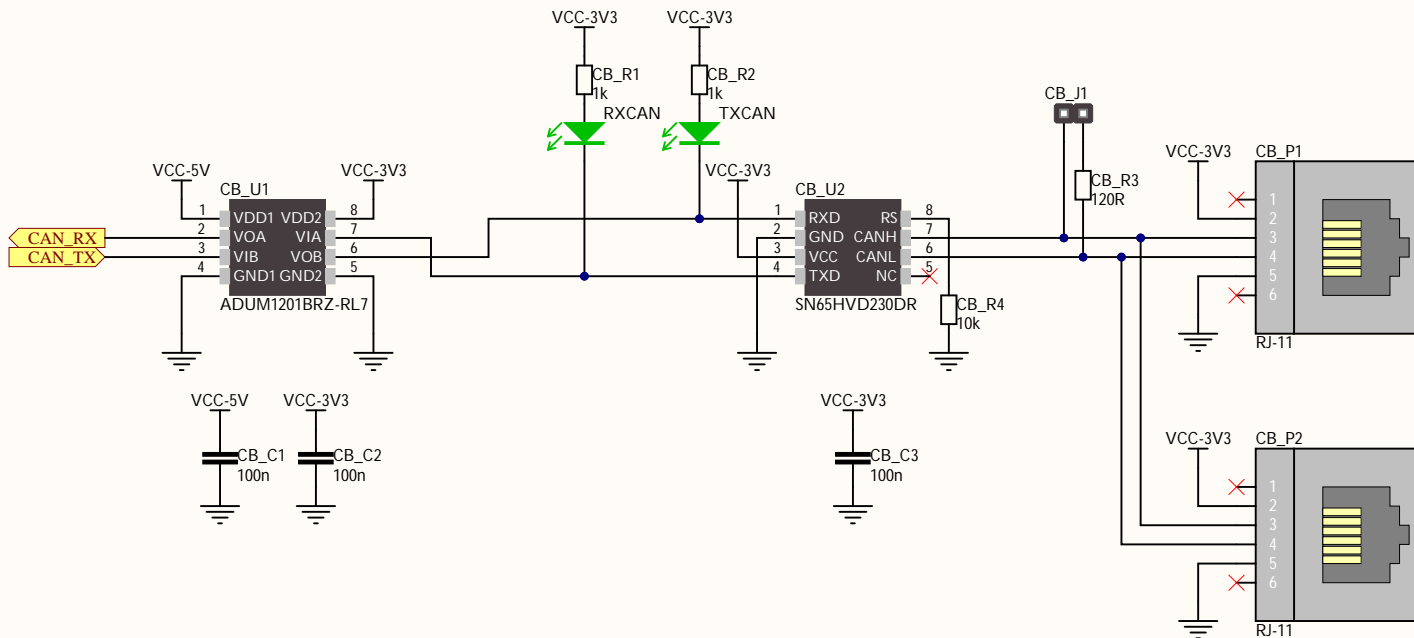 VCC-3V3
VCC-3V3
CB_R1
1k
CB_R2
1k
RXCAN
TXCAN
CB_J1
VCC-5V
VCC-3V3
VCC-3V3
VCC-3V3
CB_P1
CB_U1
CB_U2
CB_R3
120R
1 VDD1 VDD2 8
2 VOA VIA 7
3 VIB VOB 6
4 GND1 GND2 5
ADUM1201BRZ-RL7
CAN_RX
CAN_TX
1 RXD RS 8
2 GND CANH 7
3 VCC CANL 6
4 TXD NC 5
SN65HVD230DR
CB_R4
10k
1
2
3
4
5
6
RJ-11
VCC-5V
VCC-3V3
VCC-3V3
CB_C1
100n
CB_C2
100n
CB_C3
100n
VCC-3V3
CB_P2
1
2
3
4
5
6
RJ-11